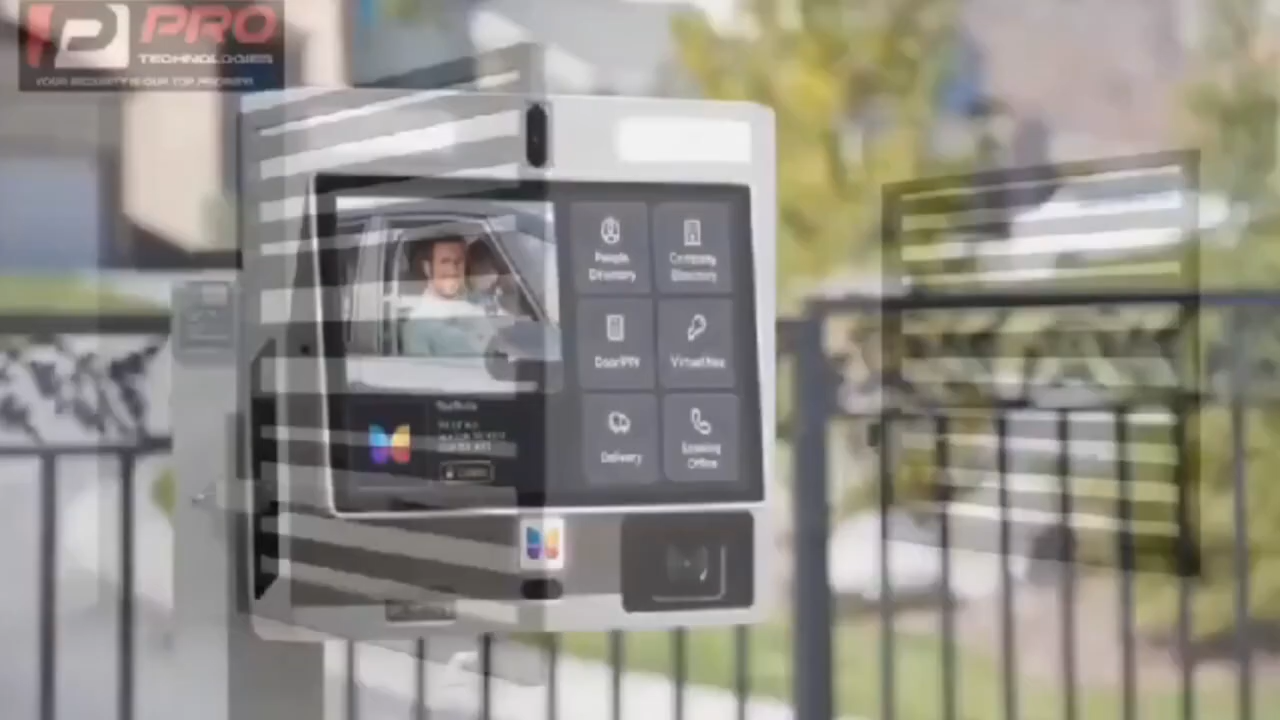 PRO
TECHNOLOGIES
YOUR SECURITY IS OUR TOP PRIORITY
People
Directory
Company
Directory
Door PIN
Virtual Key
Delivery
Leasing
Office